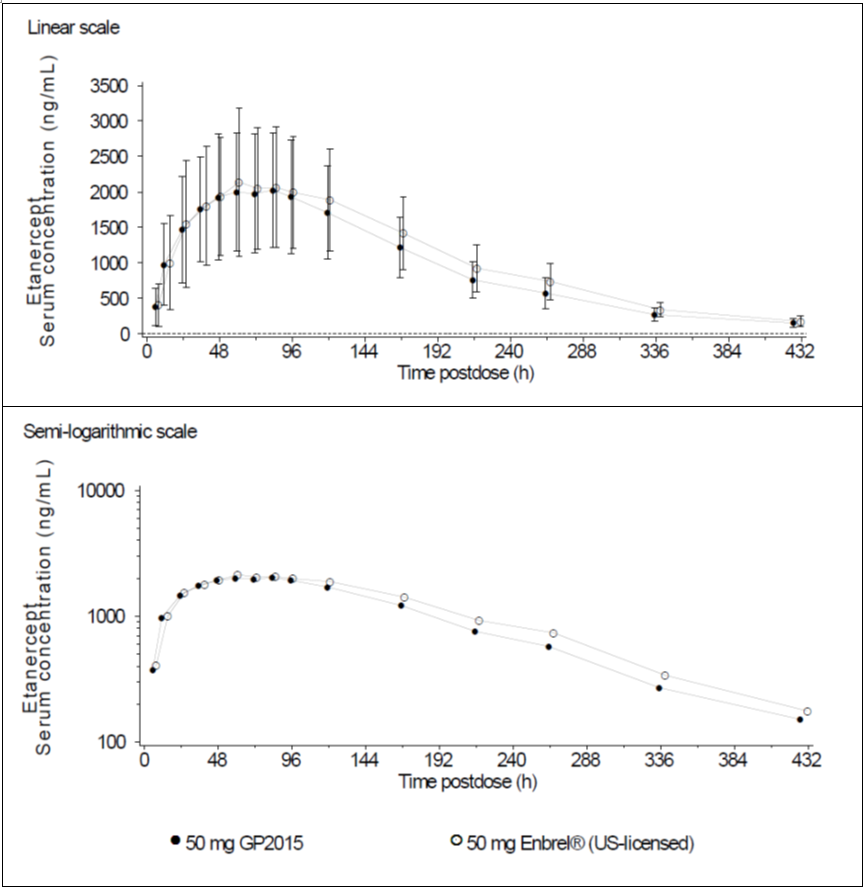 Linear scale
Etanercept
Serum concentration (ng/mL)
3500
3000
2500
2000
1500
1000
500
0
0 48 96 144 192 240 288 336 384 432
Time postdose (h)
Semi-logarithmic scale
Etanercept
Serum concentration (ng/mL)
10000
1000
100
0 48 96 144 192 240 288 336 384 432
Time postdose (h)
50 mg GP2015 50 mg Enbrel® (US-licensed)